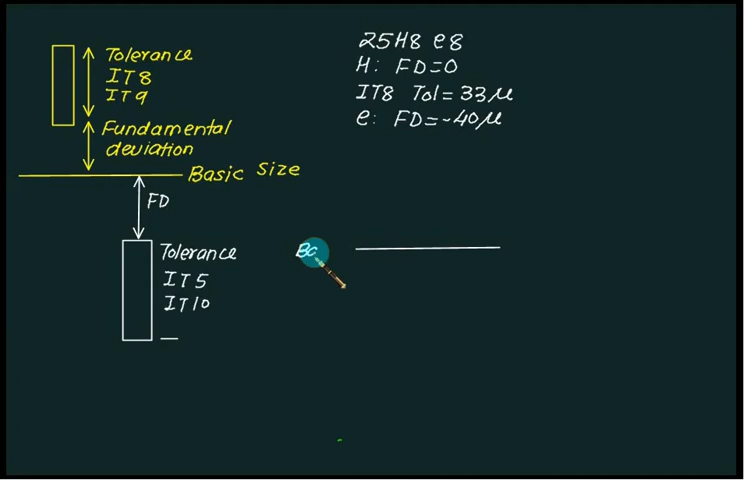 Tolerance
IT8
IT9
Fundamental
deviation
Basic Size
FD
Tolerance
IT5
IT10
25H8 e8
H: FD=0
IT8 Tol=33μ
e: FD=-40μ